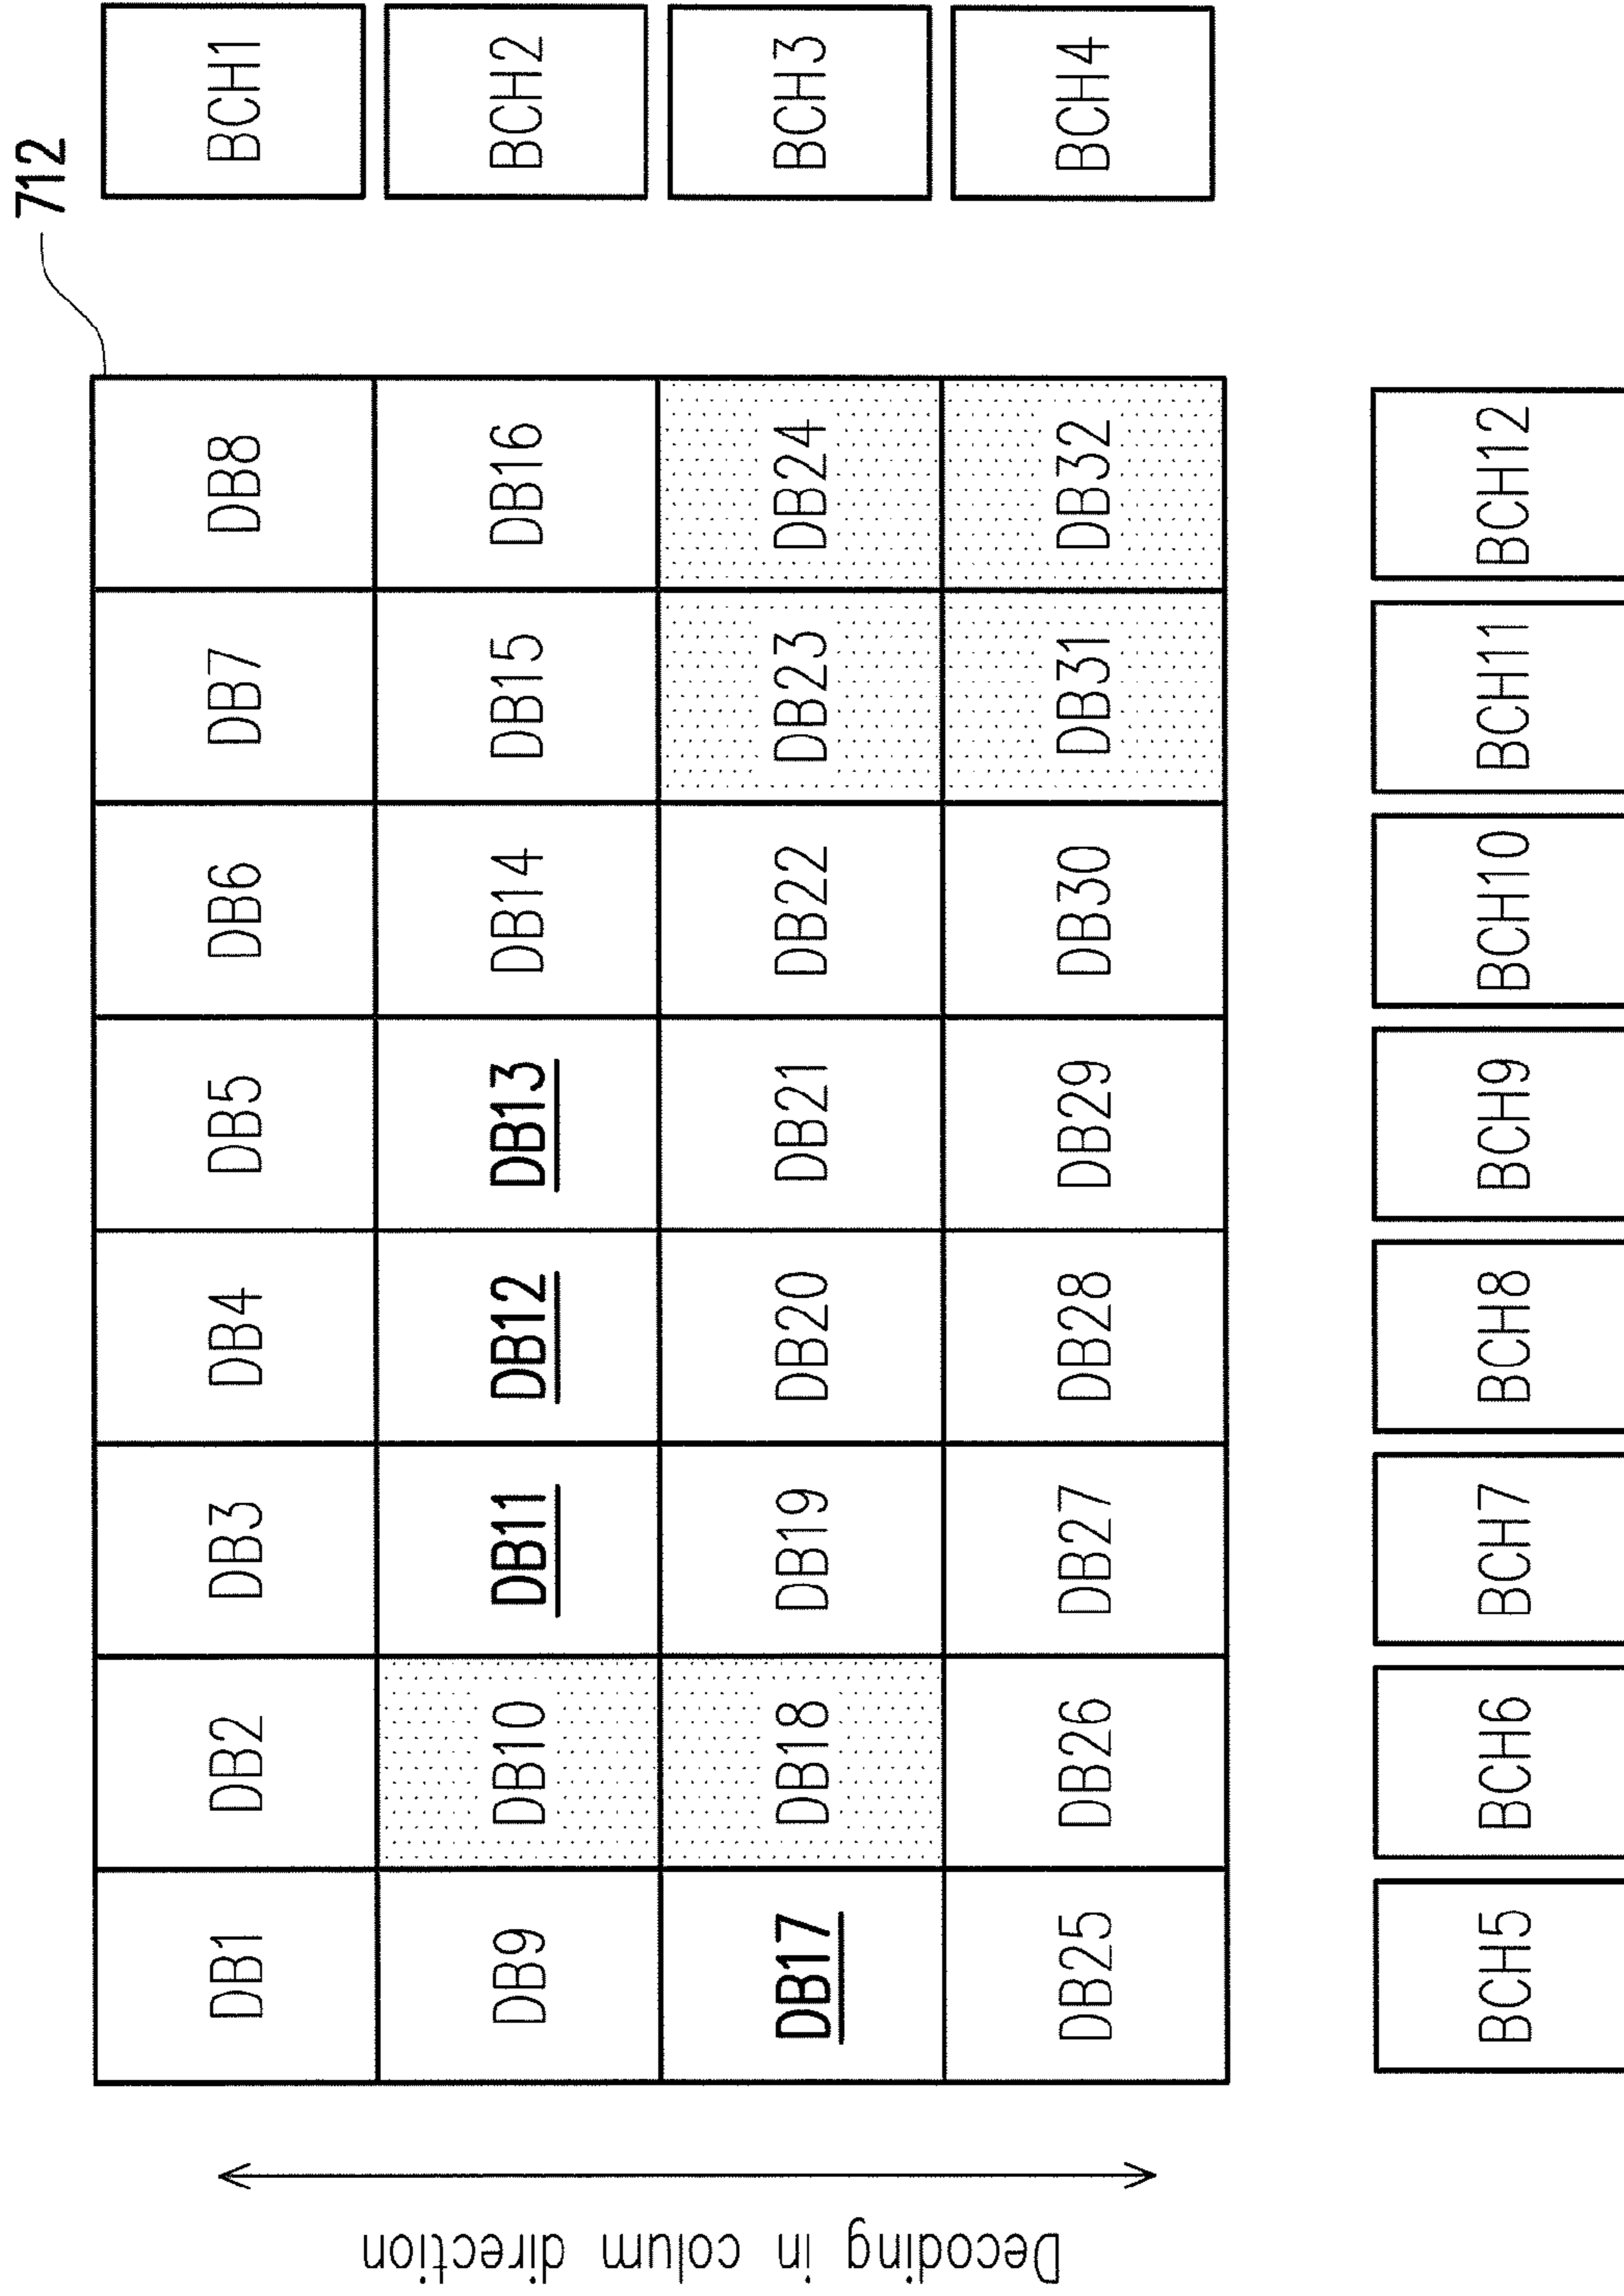 712
DB1 DB2 DB3 DB4 DB5 DB6 DB7 DB8 BCH1
DB9 DB10 DB11 DB12 DB13 DB14 DB15 DB16 BCH2
DB17 DB18 DB19 DB20 DB21 DB22 DB23 DB24 BCH3
DB25 DB26 DB27 DB28 DB29 DB30 DB31 DB32 BCH4
BCH5 BCH6 BCH7 BCH8 BCH9 BCH10 BCH11 BCH12
Decoding in colum direction